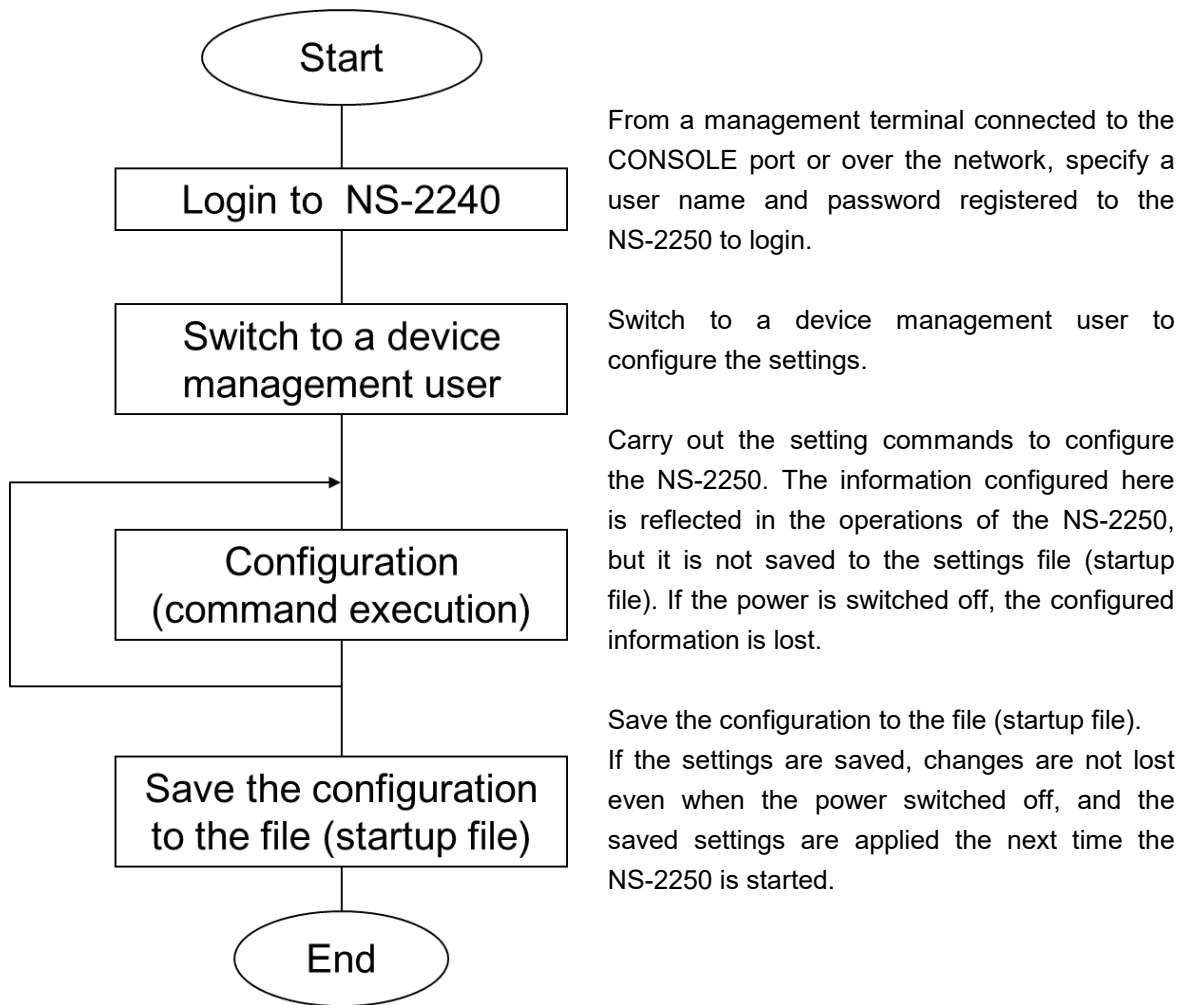 Start
Login to NS-2240
From a management terminal connected to the
CONSOLE port or over the network, specify a
user name and password registered to the
NS-2250 to login.
Switch to a device
management user
Switch to a device management user to
configure the settings.
Configuration
(command execution)
Carry out the setting commands to configure
the NS-2250. The information configured here
is reflected in the operations of the NS-2250,
but it is not saved to the settings file (startup
file). If the power is switched off, the configured
information is lost.
Save the configuration
to the file (startup file)
Save the configuration to the file (startup file).
If the settings are saved, changes are not lost
even when the power switched off, and the
saved settings are applied the next time the
NS-2250 is started.
End